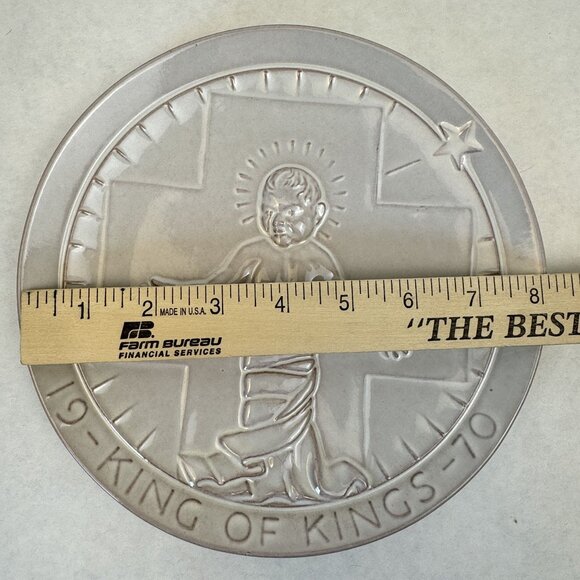 1 2 3 4 5 6 7 8
MADE IN U.S.A.
FB
FARM BUREAU
FINANCIAL SERVICES
"THE BEST
19-KING OF KINGS-70